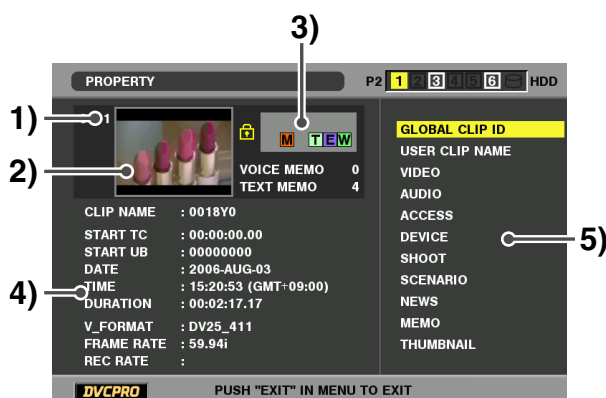 3)
PROPERTY
P2 1 2 3 4 5 6 HDD
1)
1
M T E W
2)
VOICE MEMO 0
TEXT MEMO 4
CLIP NAME : 0018Y0
START TC : 00:00:00.00
START UB : 00000000
DATE : 2006-AUG-03
4)
TIME : 15:20:53 (GMT+09:00)
DURATION : 00:02:17.17
V_FORMAT : DV25_411
FRAME RATE : 59.94i
REC RATE :
GLOBAL CLIP ID
USER CLIP NAME
VIDEO
AUDIO
ACCESS
DEVICE
5)
SHOOT
SCENARIO
NEWS
MEMO
THUMBNAIL
DVCPRO
PUSH "EXIT" IN MENU TO EXIT